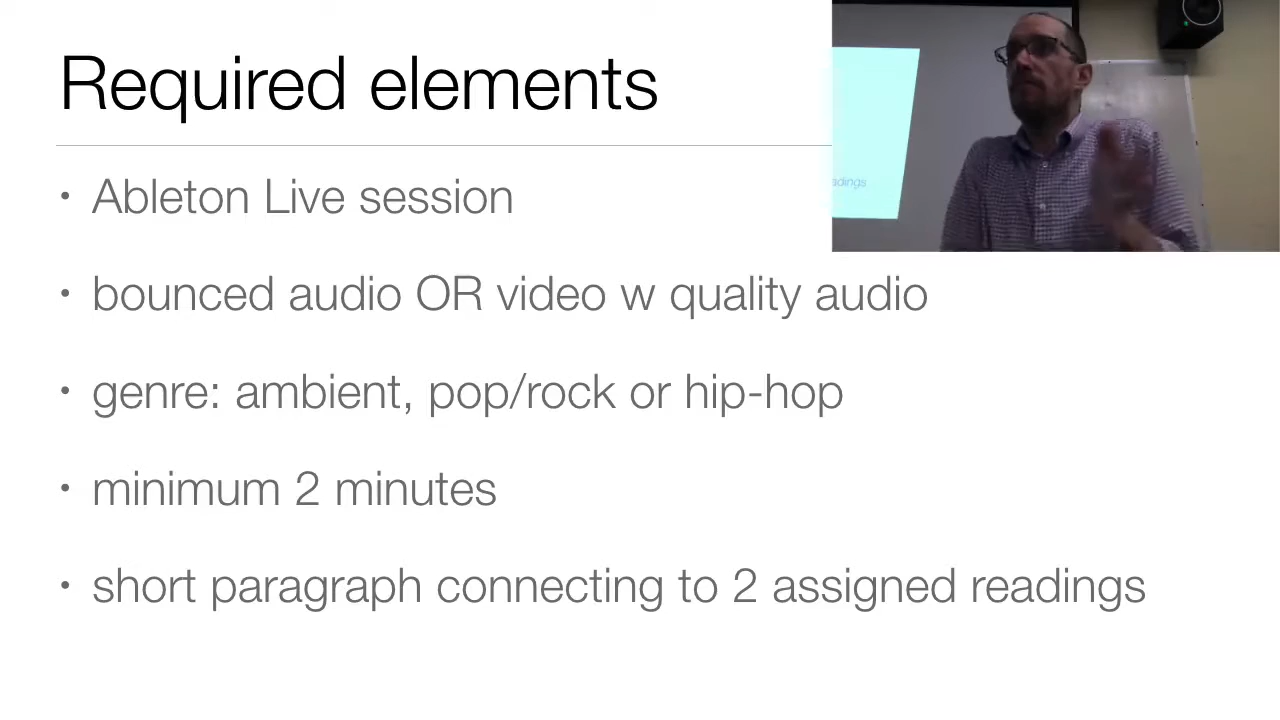 Required elements
• Ableton Live session
• bounced audio OR video w quality audio
• genre: ambient, pop/rock or hip-hop
• minimum 2 minutes
• short paragraph connecting to 2 assigned readings
adings